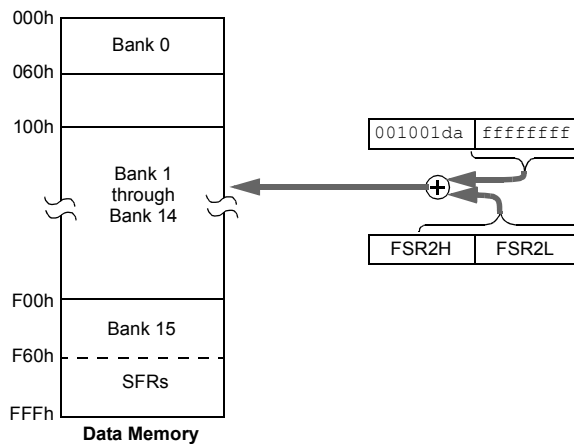 000h
Bank 0
060h
100h
001001da ffffffff
Bank 1
through
Bank 14
FSR2H FSR2L
F00h
Bank 15
F60h
SFRs
FFFh
Data Memory